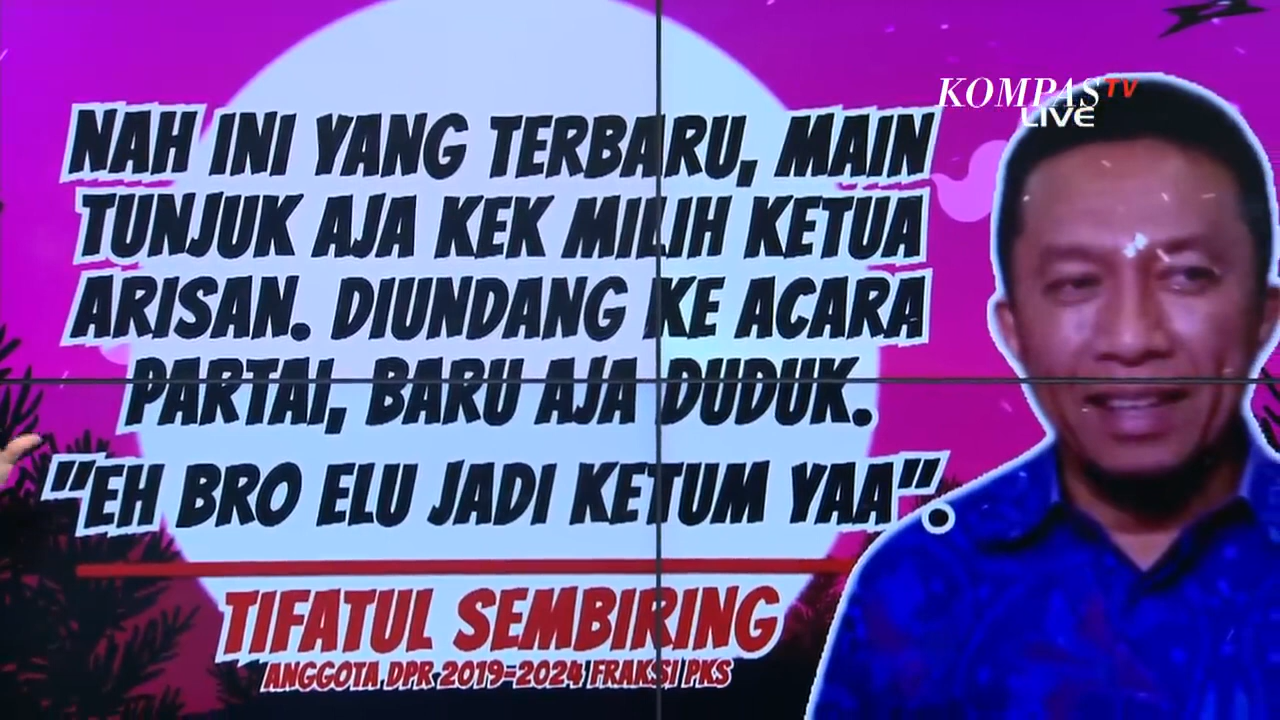 KOMPAS TV
LIVE
NAH INI YANG TERBARU, MAIN
TUNJUK AJA KEK MILIH KETUA
ARISAN. DIUNDANG KE ACARA
PARTAI, BARU AJA DUDUK.
"EH BRO ELU JADI KETUM YAA".
TIFATUL SEMBIRING
ANGGOTA DPR 2019-2024 FRAKSI PKS